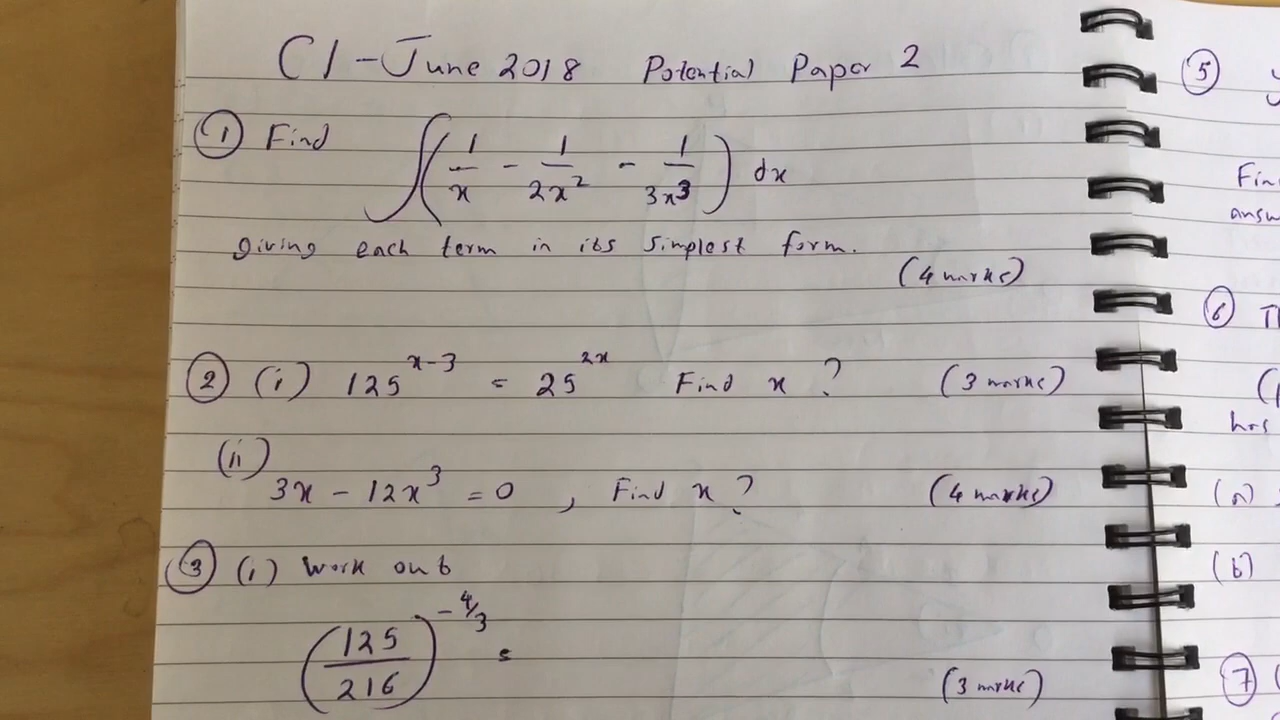 C1 - June 2018 Potential Paper 2
① Find ∫(1/x - 1/2x² - 1/3x³) dx
giving each term in its simplest form.
(4 marks)
② (i) 125^(x-3) = 25^(2x) Find x ? (3 marks)
(ii)
3x - 12x³ = 0 , Find x ? (4 marks)
③ (i) Work out
(125/216)^(-4/3) =
(3 marks)
⑤
Fin
answ
⑥ Th
has
(a)
(b)
⑦ (